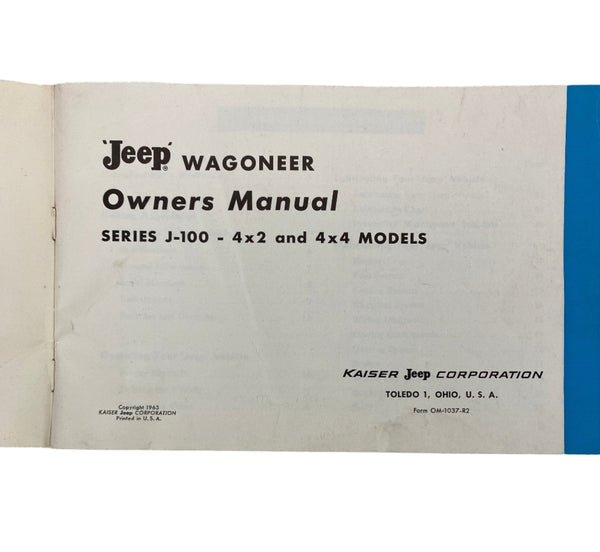 'Jeep'® WAGONEER
Owners Manual
SERIES J-100 - 4x2 and 4x4 MODELS
KAISER Jeep CORPORATION
TOLEDO 1, OHIO, U. S. A.
Form OM-1037-R2
Copyright 1963
KAISER Jeep CORPORATION
Printed in U. S. A.